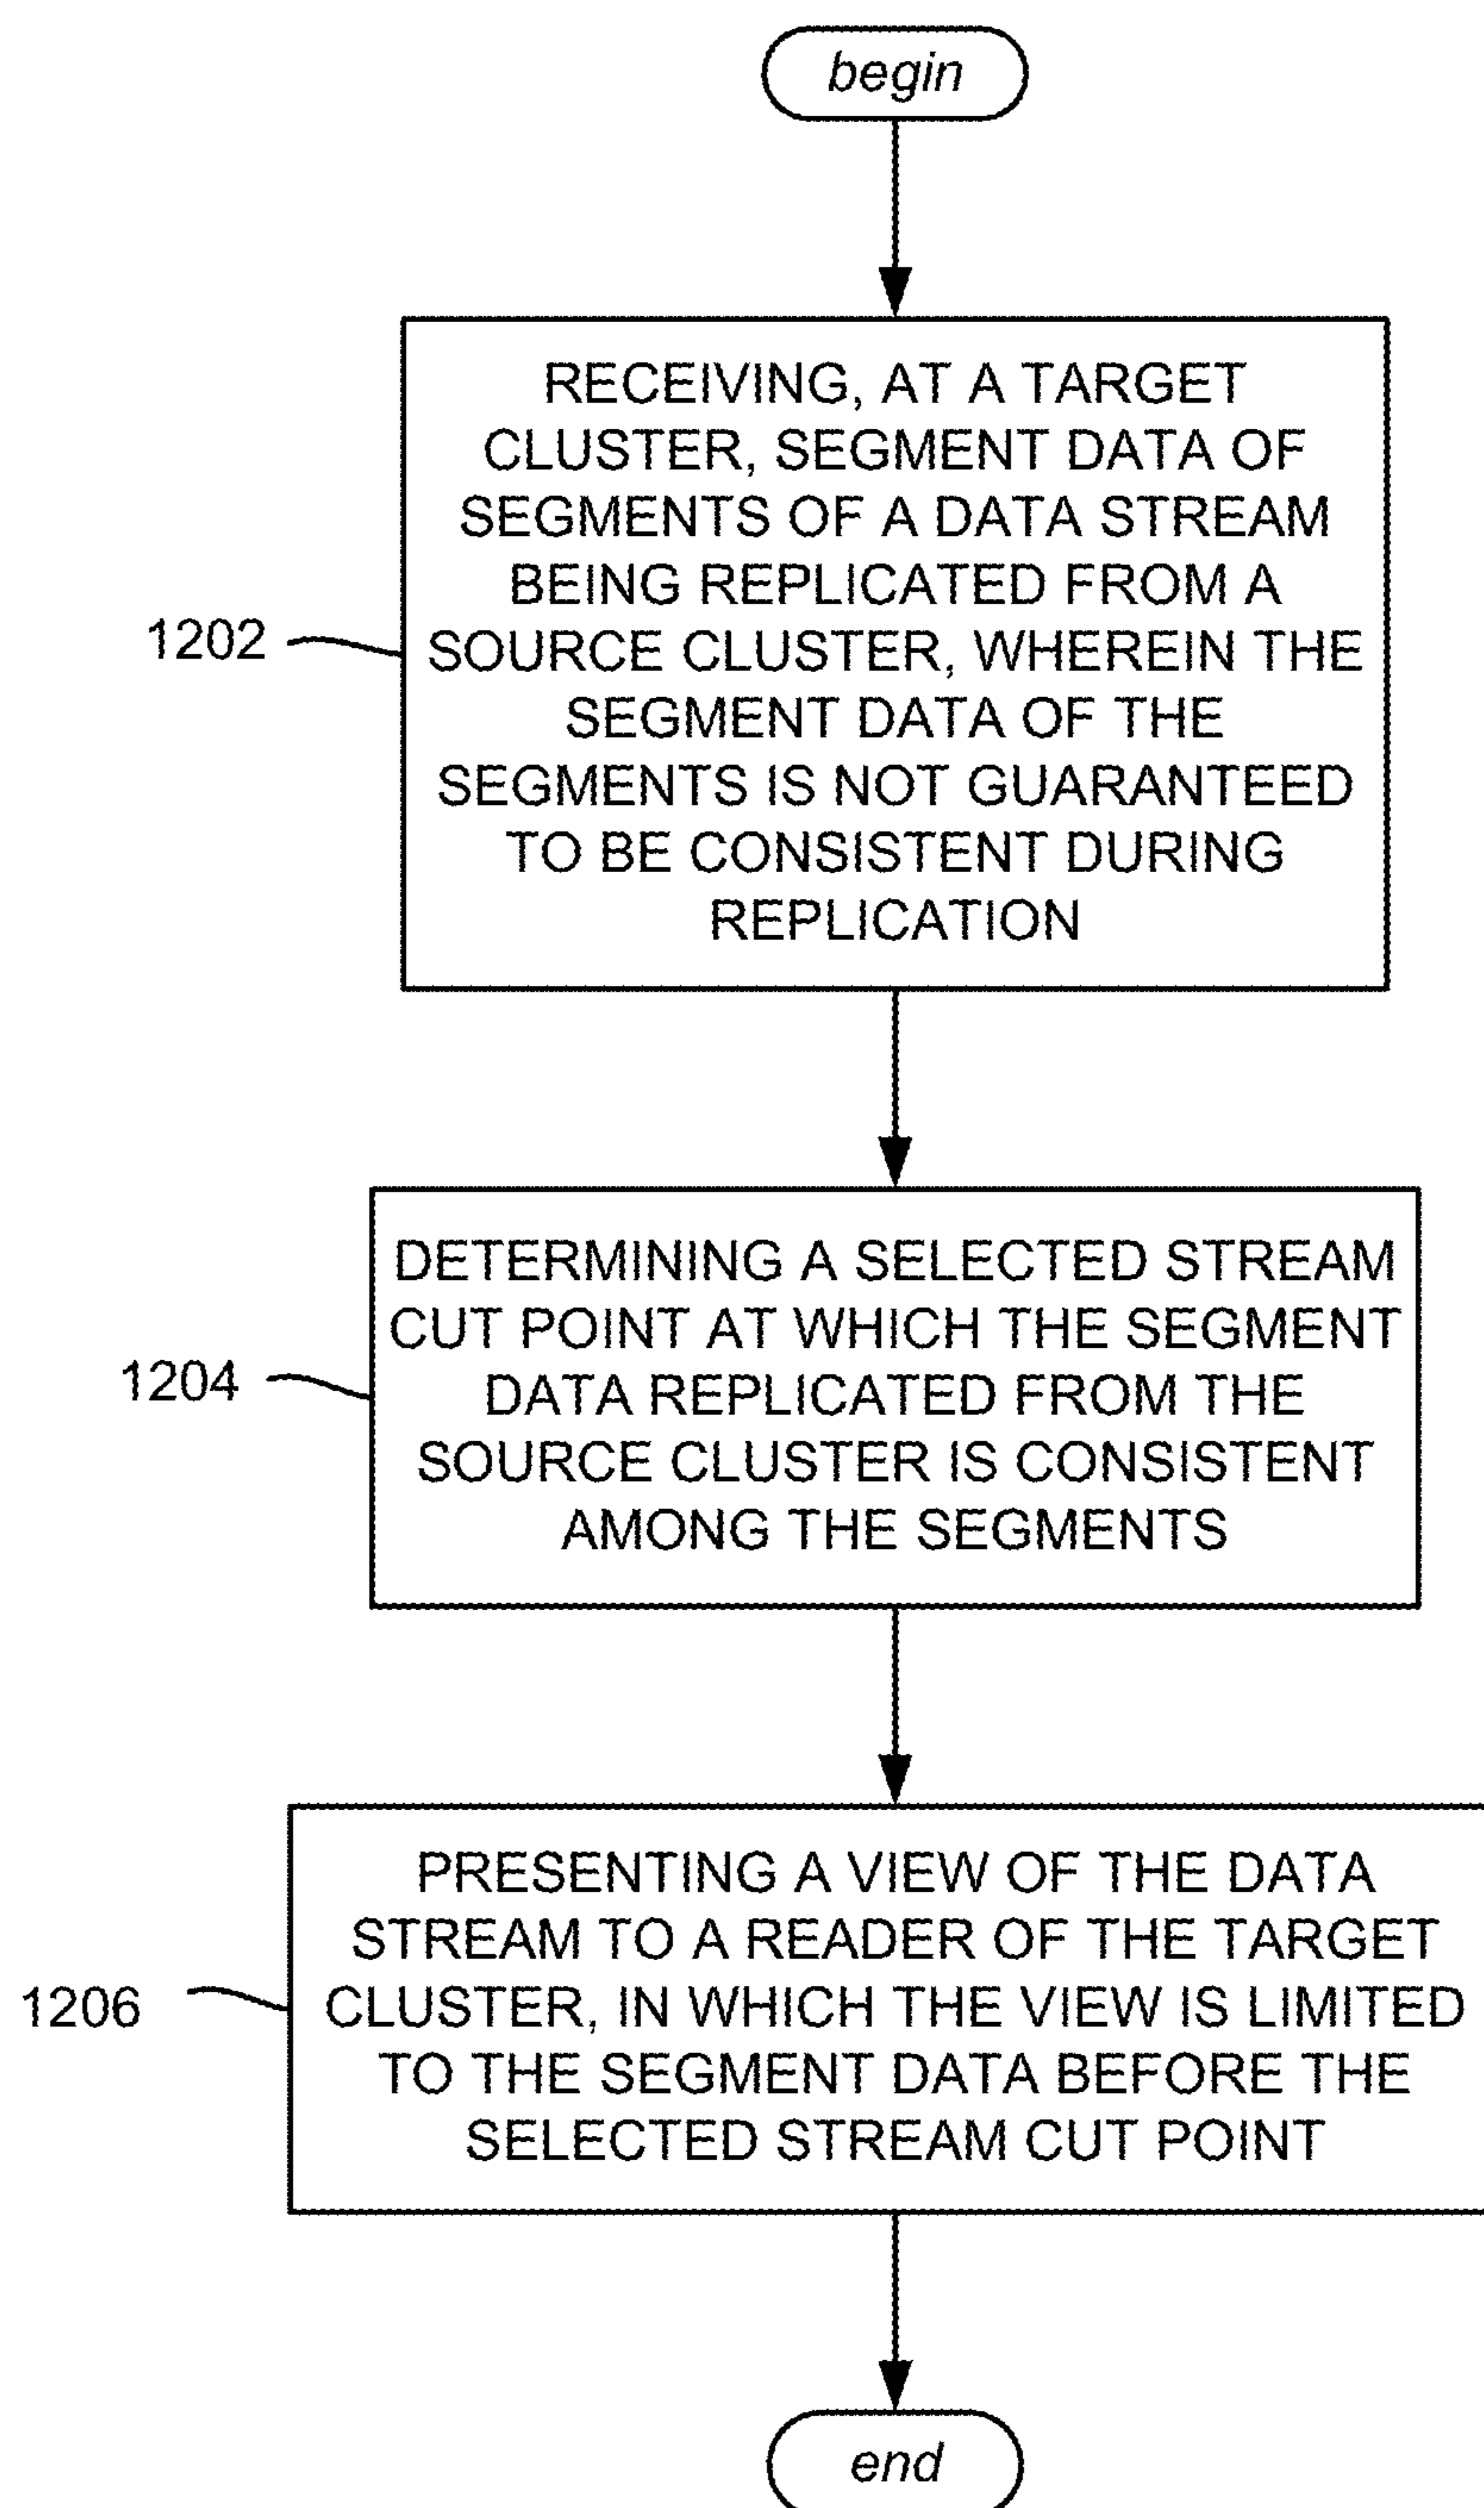 begin
RECEIVING, AT A TARGET
CLUSTER, SEGMENT DATA OF
SEGMENTS OF A DATA STREAM
BEING REPLICATED FROM A
1202
SOURCE CLUSTER, WHEREIN THE
SEGMENT DATA OF THE
SEGMENTS IS NOT GUARANTEED
TO BE CONSISTENT DURING
REPLICATION
DETERMINING A SELECTED STREAM
CUT POINT AT WHICH THE SEGMENT
1204
DATA REPLICATED FROM THE
SOURCE CLUSTER IS CONSISTENT
AMONG THE SEGMENTS
PRESENTING A VIEW OF THE DATA
STREAM TO A READER OF THE TARGET
1206
CLUSTER, IN WHICH THE VIEW IS LIMITED
TO THE SEGMENT DATA BEFORE THE
SELECTED STREAM CUT POINT
end